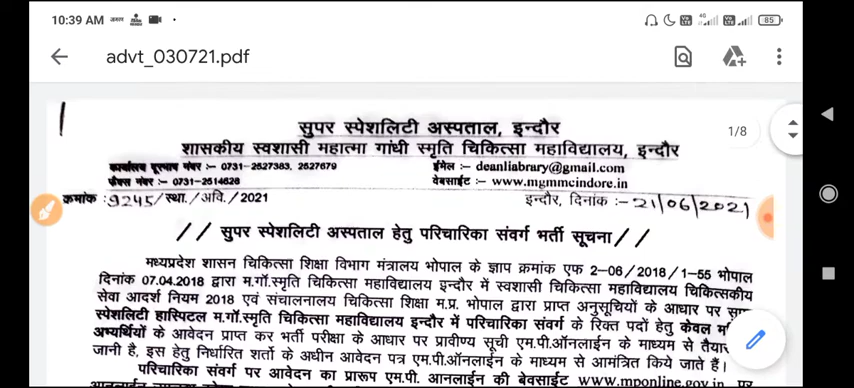 10:39 AM
85
advt_030721.pdf
1/8
सुपर स्पेशलिटी अस्पताल, इन्दौर
शासकीय स्वशासी महात्मा गांधी स्मृति चिकित्सा महाविद्यालय, इन्दौर
कार्यालय दूरभाष नंबर :- 0731-2527383, 2527679 ईमेल :- deanliabrary@gmail.com
फैक्स नंबर :- 0731-2514628 वेबसाईट :- www.mgmmcindore.in
क्रमांक :9245/स्था./अवि./2021 इन्दौर, दिनांक :-21/06/2021
// सुपर स्पेशलिटी अस्पताल हेतु परिचारिका संवर्ग भर्ती सूचना //
मध्यप्रदेश शासन चिकित्सा शिक्षा विभाग मंत्रालय भोपाल के ज्ञाप क्रमांक एफ 2-06/2018/1-55 भोपाल
दिनांक 07.04.2018 द्वारा म.गॉ.स्मृति चिकित्सा महाविद्यालय इन्दौर में स्वशासी चिकित्सा महाविद्यालय चिकित्सकीय
सेवा आदर्श नियम 2018 एवं संचालनालय चिकित्सा शिक्षा म.प्र. भोपाल द्वारा प्राप्त अनुसूचियों के आधार पर
स्पेशलिटी हास्पिटल म.गॉ.स्मृति चिकित्सा महाविद्यालय इन्दौर में परिचारिका संवर्ग के रिक्त पदों हेतु केवल
अभ्यर्थियों के आवेदन प्राप्त कर भर्ती परीक्षा के आधार पर प्रावीण्य सूची एम.पी.ऑनलाईन के माध्यम से
जानी है, इस हेतु निर्धारित शर्तो के अधीन आवेदन पत्र एम.पी.ऑनलाईन के माध्यम से आमंत्रित किये जाते हैं।
परिचारिका संवर्ग पर आवेदन का प्रारूप एम.पी. आनलाईन की बेवसाईट www.mponline.gov.in पर